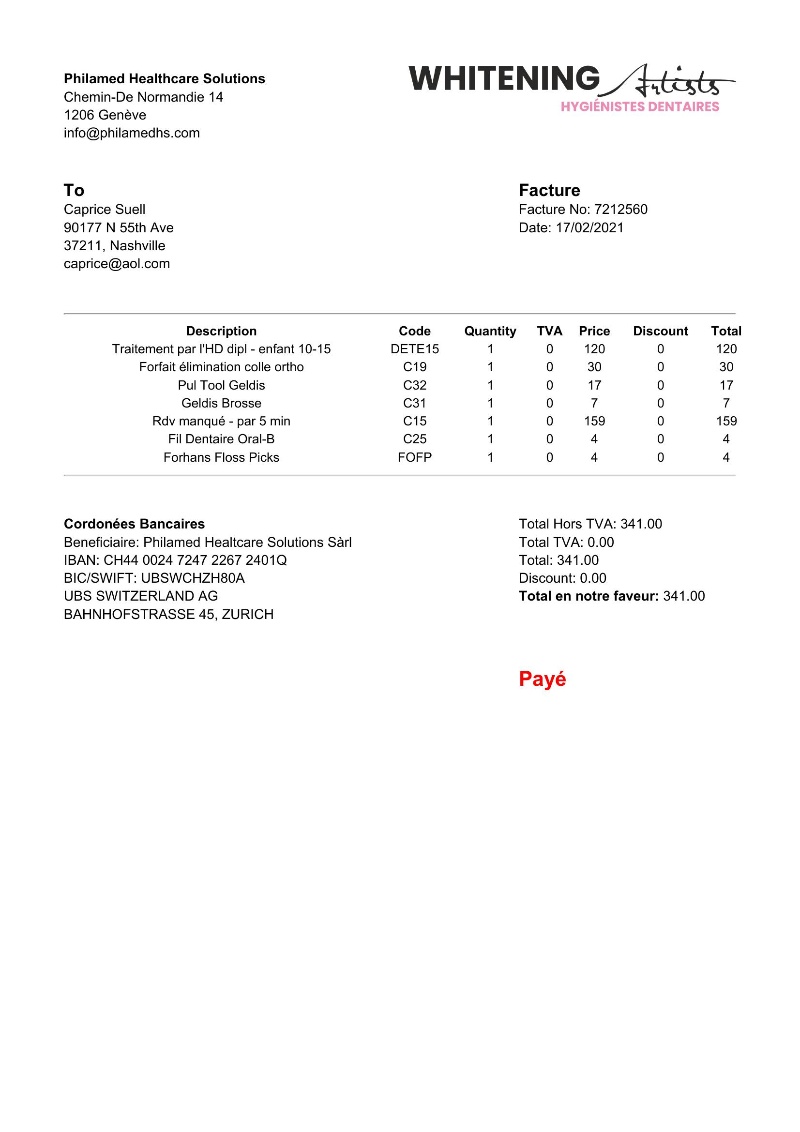 WHITENING Artists
HYGIÉNISTES DENTAIRES
Philamed Healthcare Solutions
Chemin-De Normandie 14
1206 Genève
info@philamedhs.com
To
Caprice Suell
90177 N 55th Ave
37211, Nashville
caprice@aol.com
Facture
Facture No: 7212560
Date: 17/02/2021
Description Code Quantity TVA Price Discount Total
Traitement par l'HD dipl - enfant 10-15 DETE15 1 0 120 0 120
Forfait élimination colle ortho C19 1 0 30 0 30
Pul Tool Geldis C32 1 0 17 0 17
Geldis Brosse C31 1 0 7 0 7
Rdv manqué - par 5 min C15 1 0 159 0 159
Fil Dentaire Oral-B C25 1 0 4 0 4
Forhans Floss Picks FOFP 1 0 4 0 4
Cordonées Bancaires
Beneficiaire: Philamed Healtcare Solutions Sàrl
IBAN: CH44 0024 7247 2267 2401Q
BIC/SWIFT: UBSWCHZH80A
UBS SWITZERLAND AG
BAHNHOFSTRASSE 45, ZURICH
Total Hors TVA: 341.00
Total TVA: 0.00
Total: 341.00
Discount: 0.00
Total en notre faveur: 341.00
Payé